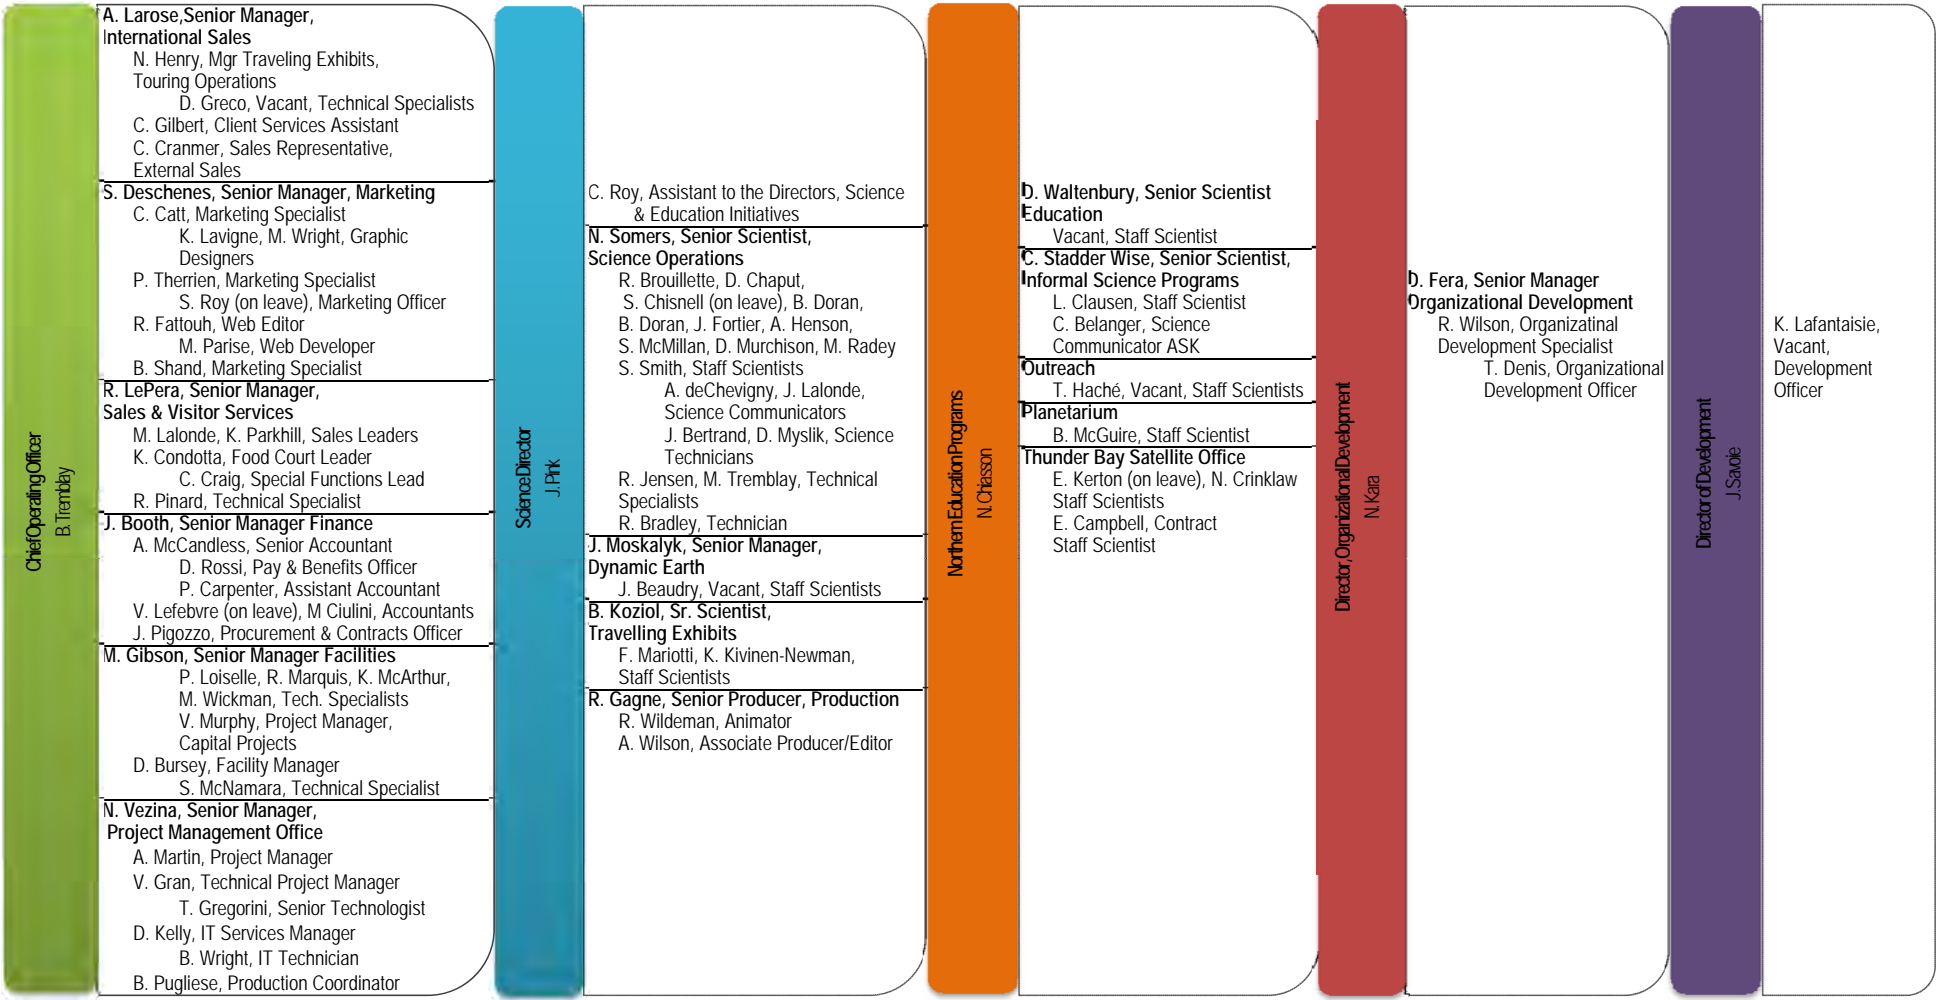 Chief Operating Officer
B. Tremblay
A. Larose,Senior Manager,
International Sales
N. Henry, Mgr Traveling Exhibits,
Touring Operations
D. Greco, Vacant, Technical Specialists
C. Gilbert, Client Services Assistant
C. Cranmer, Sales Representative,
External Sales
S. Deschenes, Senior Manager, Marketing
C. Catt, Marketing Specialist
K. Lavigne, M. Wright, Graphic
Designers
P. Therrien, Marketing Specialist
S. Roy (on leave), Marketing Officer
R. Fattouh, Web Editor
M. Parise, Web Developer
B. Shand, Marketing Specialist
R. LePera, Senior Manager,
Sales & Visitor Services
M. Lalonde, K. Parkhill, Sales Leaders
K. Condotta, Food Court Leader
C. Craig, Special Functions Lead
R. Pinard, Technical Specialist
J. Booth, Senior Manager Finance
A. McCandless, Senior Accountant
D. Rossi, Pay & Benefits Officer
P. Carpenter, Assistant Accountant
V. Lefebvre (on leave), M Ciulini, Accountants
J. Pigozzo, Procurement & Contracts Officer
M. Gibson, Senior Manager Facilities
P. Loiselle, R. Marquis, K. McArthur,
M. Wickman, Tech. Specialists
V. Murphy, Project Manager,
Capital Projects
D. Bursey, Facility Manager
S. McNamara, Technical Specialist
N. Vezina, Senior Manager,
Project Management Office
A. Martin, Project Manager
V. Gran, Technical Project Manager
T. Gregorini, Senior Technologist
D. Kelly, IT Services Manager
B. Wright, IT Technician
B. Pugliese, Production Coordinator
Science Director
J. Pink
C. Roy, Assistant to the Directors, Science
& Education Initiatives
N. Somers, Senior Scientist,
Science Operations
R. Brouillette, D. Chaput,
S. Chisnell (on leave), B. Doran,
B. Doran, J. Fortier, A. Henson,
S. McMillan, D. Murchison, M. Radey
S. Smith, Staff Scientists
A. deChevigny, J. Lalonde,
Science Communicators
J. Bertrand, D. Myslik, Science
Technicians
R. Jensen, M. Tremblay, Technical
Specialists
R. Bradley, Technician
J. Moskalyk, Senior Manager,
Dynamic Earth
J. Beaudry, Vacant, Staff Scientists
B. Koziol, Sr. Scientist,
Travelling Exhibits
F. Mariotti, K. Kivinen-Newman,
Staff Scientists
R. Gagne, Senior Producer, Production
R. Wildeman, Animator
A. Wilson, Associate Producer/Editor
Northern Education Programs
N. Chiasson
D. Waltenbury, Senior Scientist
Education
Vacant, Staff Scientist
C. Stadder Wise, Senior Scientist,
Informal Science Programs
L. Clausen, Staff Scientist
C. Belanger, Science
Communicator ASK
Outreach
T. Haché, Vacant, Staff Scientists
Planetarium
B. McGuire, Staff Scientist
Thunder Bay Satellite Office
E. Kerton (on leave), N. Crinklaw
Staff Scientists
E. Campbell, Contract
Staff Scientist
Director, Organizational Development
N. Kara
D. Fera, Senior Manager
Organizational Development
R. Wilson, Organizatinal
Development Specialist
T. Denis, Organizational
Development Officer
Director of Development
J. Savoie
K. Lafantaisie,
Vacant,
Development
Officer